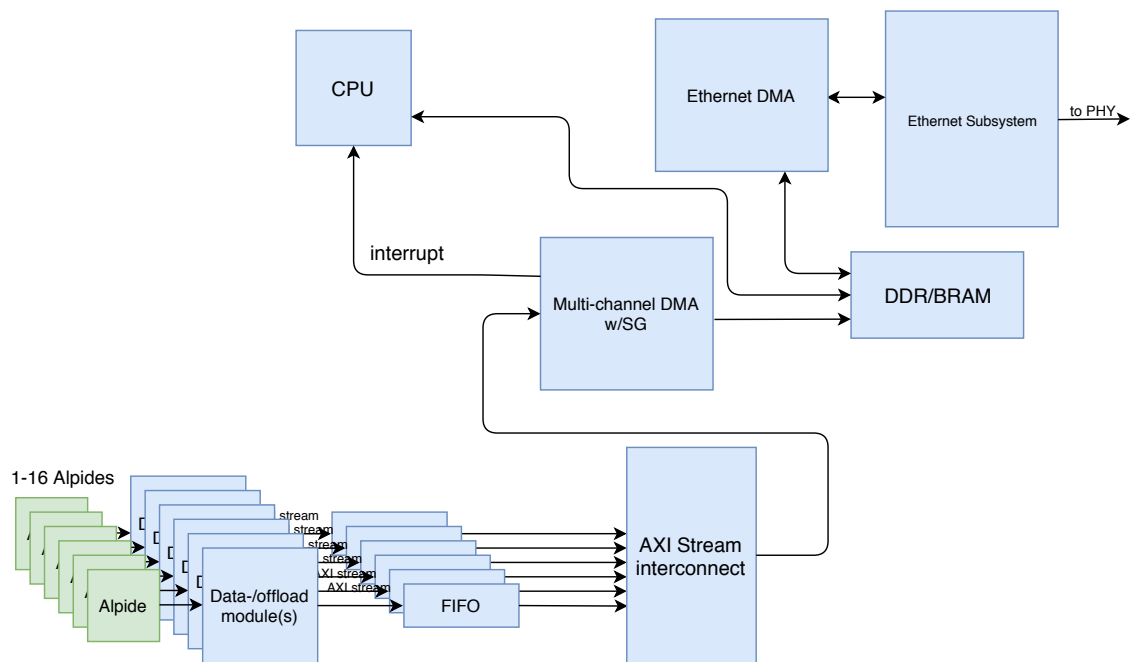 CPU
Ethernet DMA
Ethernet Subsystem
to PHY
interrupt
Multi-channel DMA
w/SG
DDR/BRAM
1-16 Alpides
stream
stream
stream
stream
AXI stream
AXI stream
Alpide
Data-/offload
module(s)
FIFO
AXI Stream
interconnect